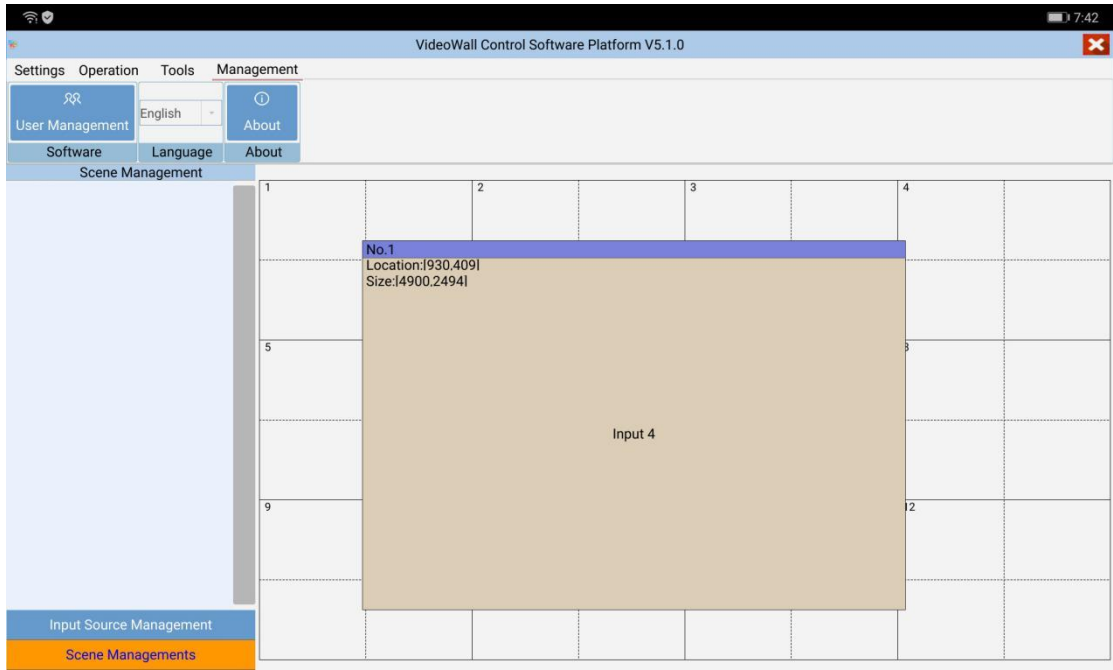 7:42
VideoWall Control Software Platform V5.1.0
Settings Operation Tools Management
User Management English About
Software Language About
Scene Management
1 2 3 4
No.1
Location:[930,409]
Size:[4900,2494]
5
Input 4
9 12
Input Source Management
Scene Managements